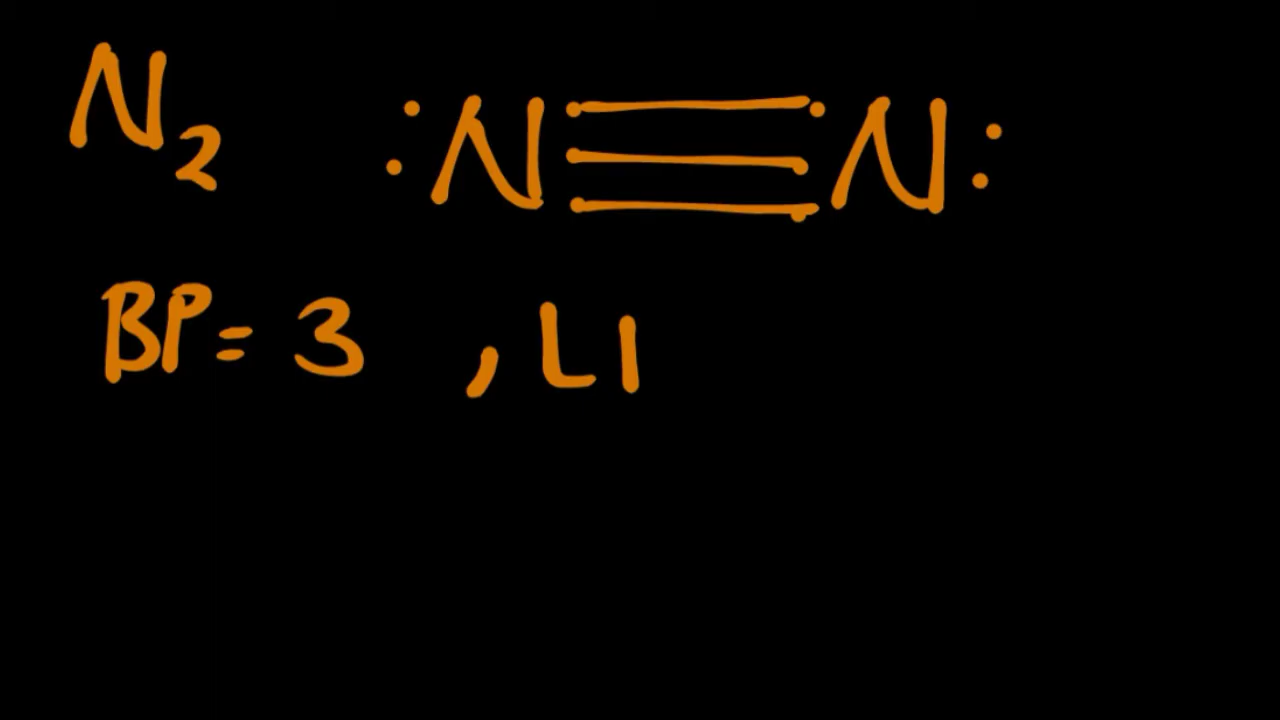 N₂ :N≡N:
BP= 3 , L1